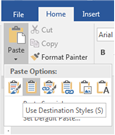 File Home Insert
Cut
Copy
Paste
Format Painter
Arial
B
Paste Options:
A
Use Destination Styles (S)
Set Default Paste...